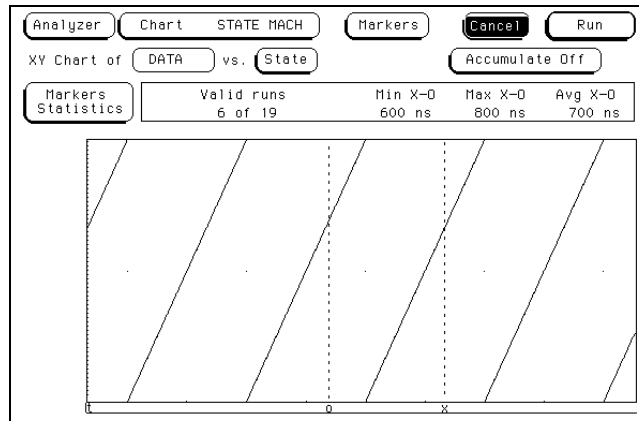 Analyzer Chart STATE MACH Markers Cancel Run
XY Chart of DATA vs. State Accumulate Off
Markers Statistics
Valid runs Min X-O Max X-O Avg X-O
6 of 19 600 ns 800 ns 700 ns
t O X